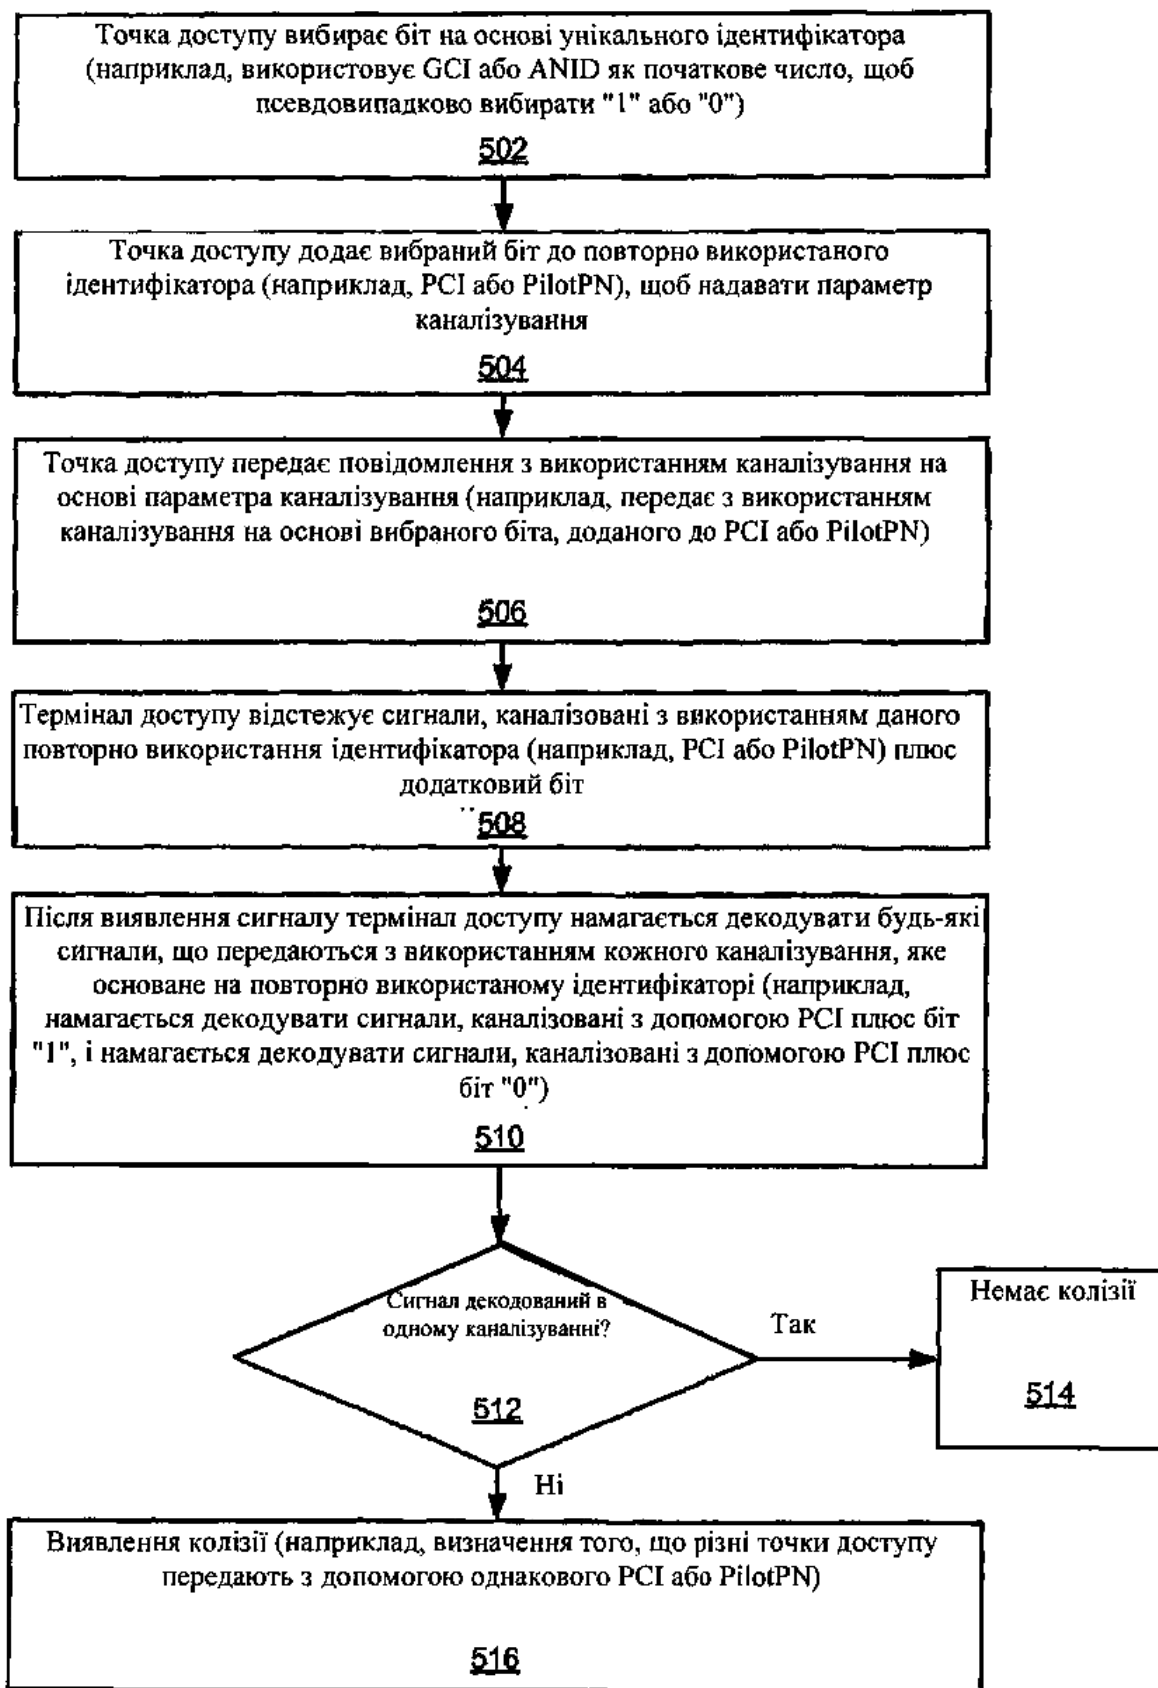 Точка доступу вибирає біт на основі унікального ідентифікатора
(наприклад, використовує GCI або ANID як початкове число, щоб
псевдовипадково вибирати "1" або "0")
502
Точка доступу додає вибраний біт до повторно використаного
ідентифікатора (наприклад, PCI або PilotPN), щоб надавати параметр
каналізування
504
Точка доступу передає повідомлення з використанням каналізування на
основі параметра каналізування (наприклад, передає з використанням
каналізування на основі вибраного біта, доданого до PCI або PilotPN)
506
Термінал доступу відстежує сигнали, каналізовані з використанням даного
повторно використання ідентифікатора (наприклад, PCI або PilotPN) плюс
додатковий біт
508
Після виявлення сигналу термінал доступу намагається декодувати будь-які
сигнали, що передаються з використанням кожного каналізування, яке
основане на повторно використаному ідентифікаторі (наприклад,
намагається декодувати сигнали, каналізовані з допомогою PCI плюс біт
"1", і намагається декодувати сигнали, каналізовані з допомогою PCI плюс
біт "0")
510
Сигнал декодований в
одному каналізуванні?
512
Так
Немає колізії
514
Ні
Виявлення колізії (наприклад, визначення того, що різні точки доступу
передають з допомогою однакового PCI або PilotPN)
516